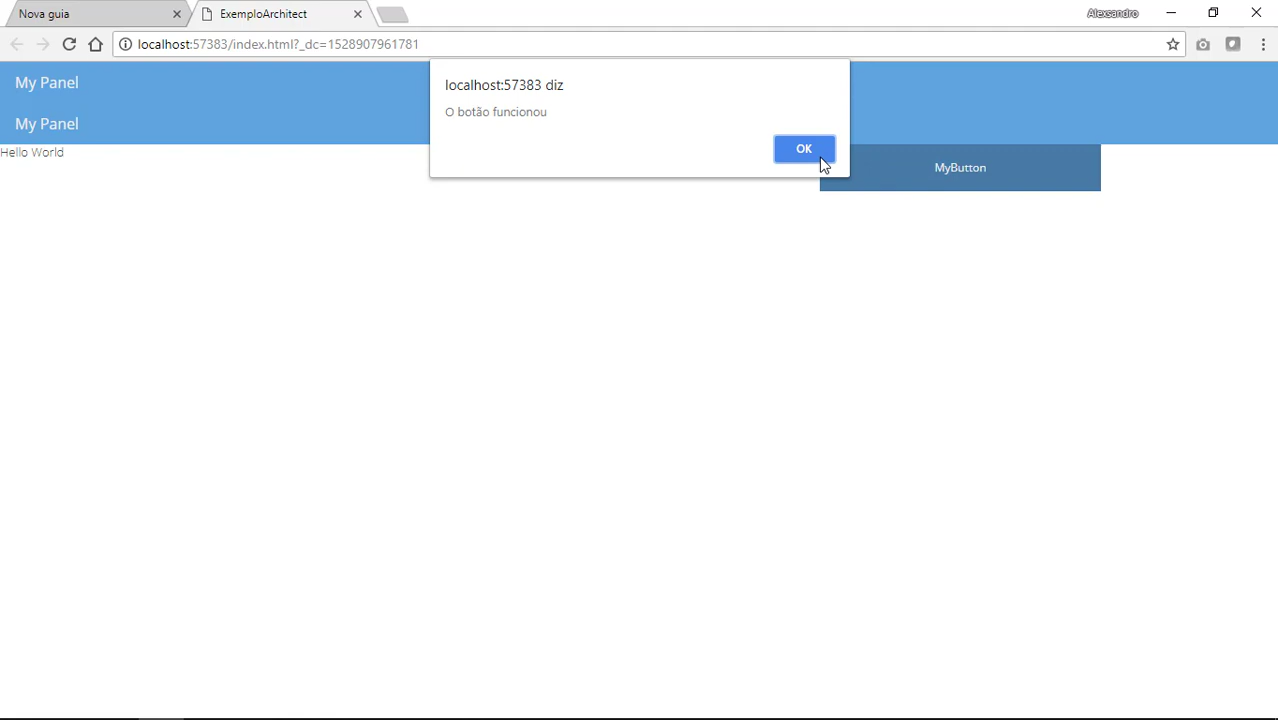 Nova guia
ExemploArchitect
Alexsandro
localhost:57383/index.html?_dc=1528907961781
My Panel
localhost:57383 diz
O botão funcionou
My Panel
OK
Hello World
MyButton